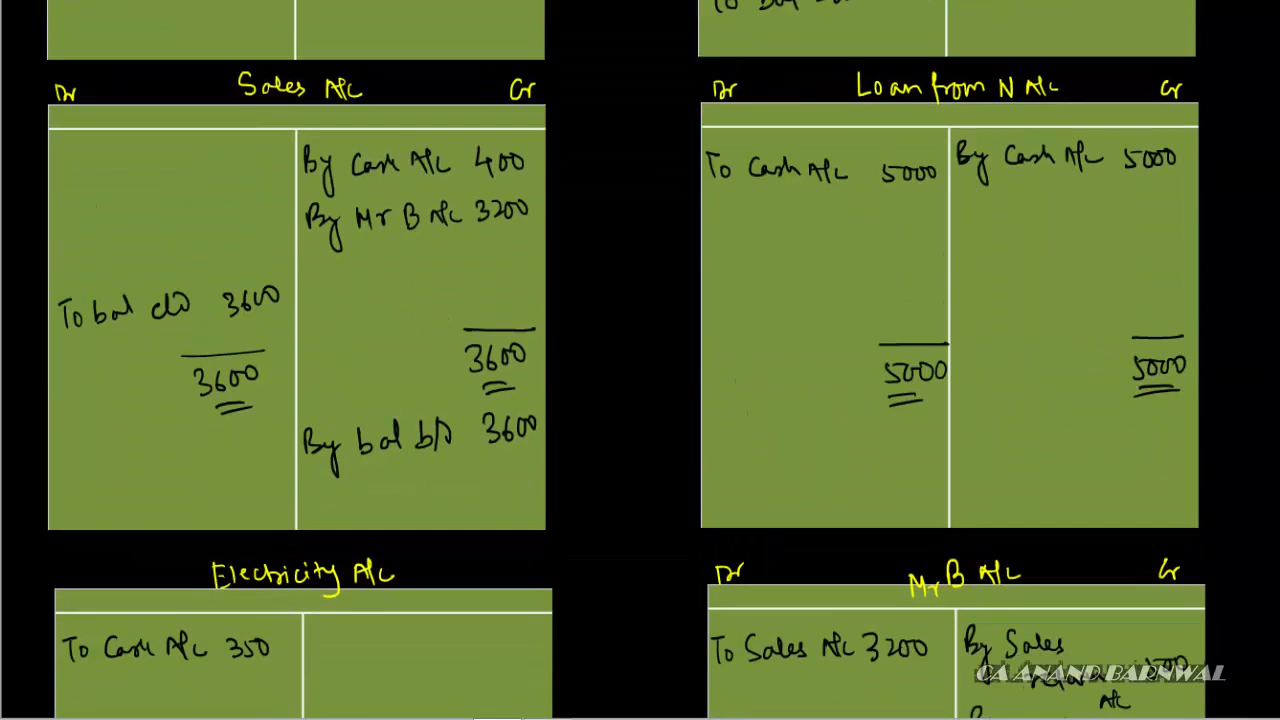 Dr Sales A/c Cr
By Cash A/c 400
By Mr B A/c 3200
To bal c/d 3600
3600
3600
By bal b/d 3600
Dr Loan from N A/c Cr
To Cash A/c 5000
By Cash A/c 5000
5000
5000
Electricity A/c
To Cash A/c 350
Dr Mr B A/c Cr
To Sales A/c 3200
By Sales
A/c
CA ANAND BARNWAL